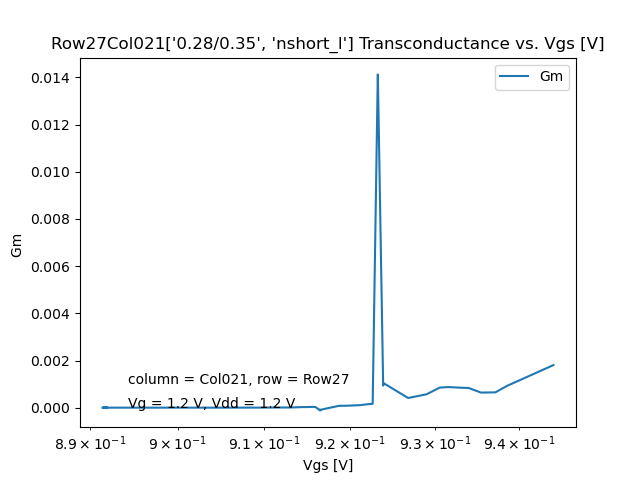 Row27Col021['0.28/0.35', 'nshort_l'] Transconductance vs. Vgs [V]
Gm
0.014
0.012
0.010
0.008
0.006
0.004
0.002
0.000
Gm
column = Col021, row = Row27
Vg = 1.2 V, Vdd = 1.2 V
8.9 × 10⁻¹
9 × 10⁻¹
9.1 × 10⁻¹
9.2 × 10⁻¹
9.3 × 10⁻¹
9.4 × 10⁻¹
Vgs [V]